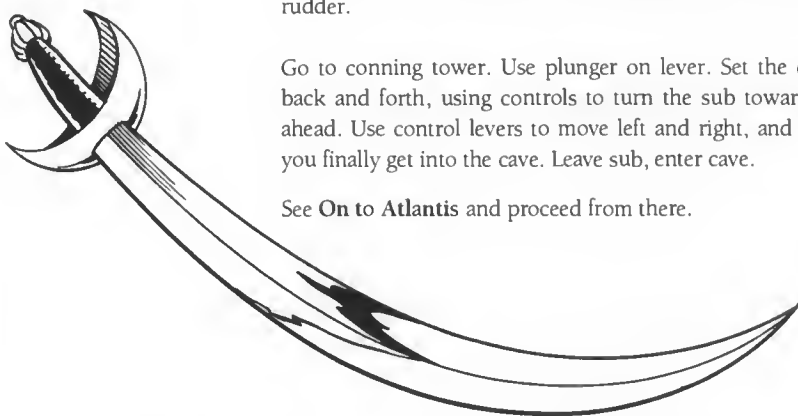 rudder.
Go to conning tower. Use plunger on lever. Set the
back and forth, using controls to turn the sub towar
ahead. Use control levers to move left and right, and
you finally get into the cave. Leave sub, enter cave.
See On to Atlantis and proceed from there.